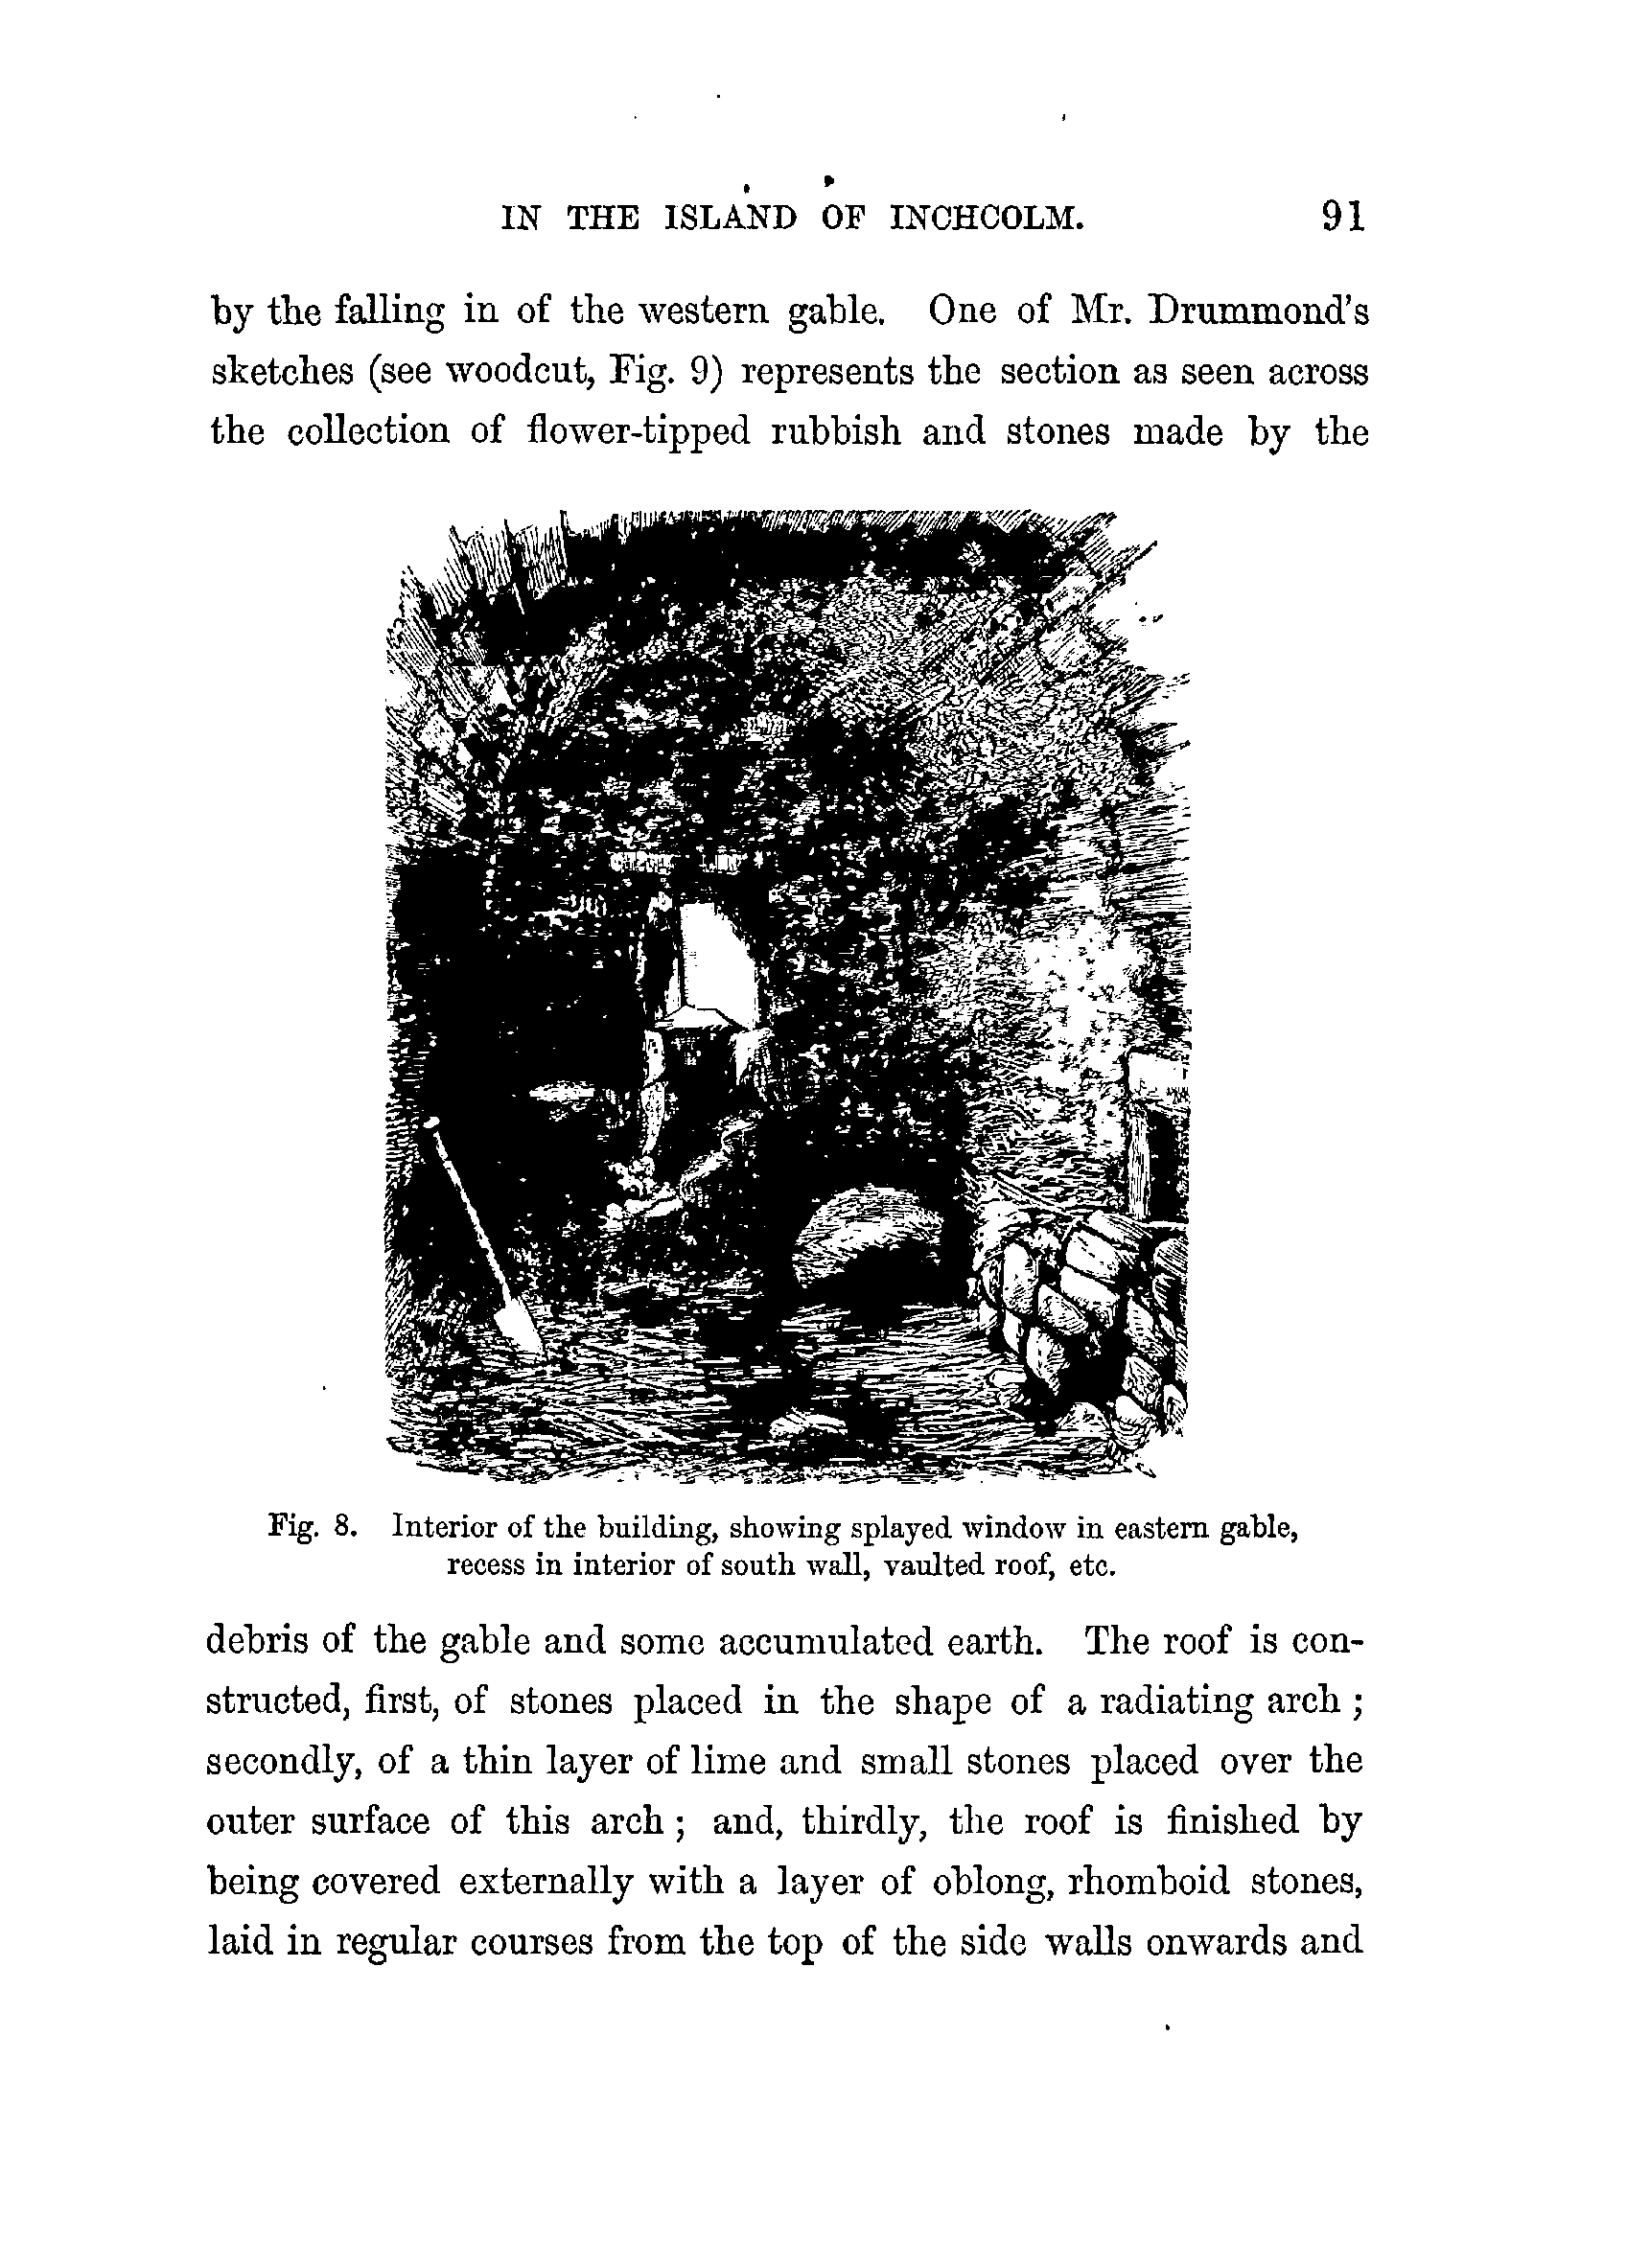 IN THE ISLAND OF INCHCOLM. 91
by the falling in of the western gable. One of Mr. Drummond's
sketches (see woodcut, Fig. 9) represents the section as seen across
the collection of flower-tipped rubbish and stones made by the
Fig. 8. Interior of the building, showing splayed window in eastern gable,
recess in interior of south wall, vaulted roof, etc.
debris of the gable and some accumulated earth. The roof is con-
structed, first, of stones placed in the shape of a radiating arch ;
secondly, of a thin layer of lime and small stones placed over the
outer surface of this arch ; and, thirdly, the roof is finished by
being covered externally with a layer of oblong, rhomboid stones,
laid in regular courses from the top of the side walls onwards and